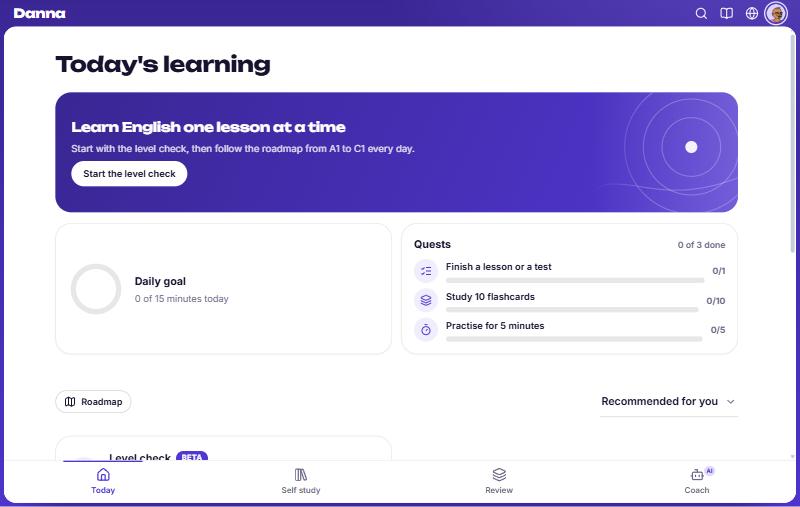 Danna
Today's learning
Learn English one lesson at a time
Start with the level check, then follow the roadmap from A1 to C1 every day.
Start the level check
Daily goal
0 of 15 minutes today
Quests
0 of 3 done
Finish a lesson or a test
0/1
Study 10 flashcards
0/10
Practise for 5 minutes
0/5
Roadmap
Recommended for you
Level check BETA
Today
Self study
Review
Coach
AI